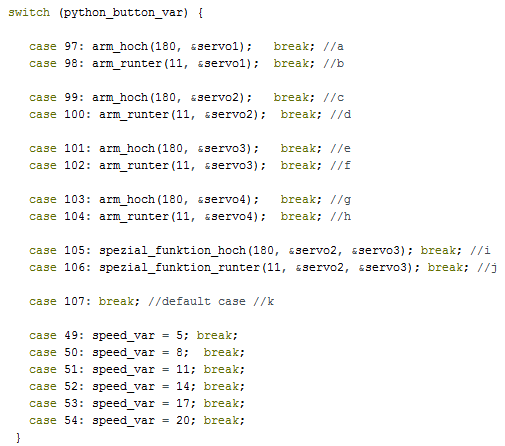 switch (python_button_var) {
case 97: arm_hoch(180, &servo1);   break; //a
case 98: arm_runter(11, &servo1);  break; //b
case 99: arm_hoch(180, &servo2);   break; //c
case 100: arm_runter(11, &servo2);  break; //d
case 101: arm_hoch(180, &servo3);   break; //e
case 102: arm_runter(11, &servo3);  break; //f
case 103: arm_hoch(180, &servo4);   break; //g
case 104: arm_runter(11, &servo4);  break; //h
case 105: spezial_funktion_hoch(180, &servo2, &servo3); break; //i
case 106: spezial_funktion_runter(11, &servo2, &servo3); break; //j
case 107: break; //default case //k
case 49: speed_var = 5; break;
case 50: speed_var = 8;  break;
case 51: speed_var = 11; break;
case 52: speed_var = 14; break;
case 53: speed_var = 17; break;
case 54: speed_var = 20; break;
}